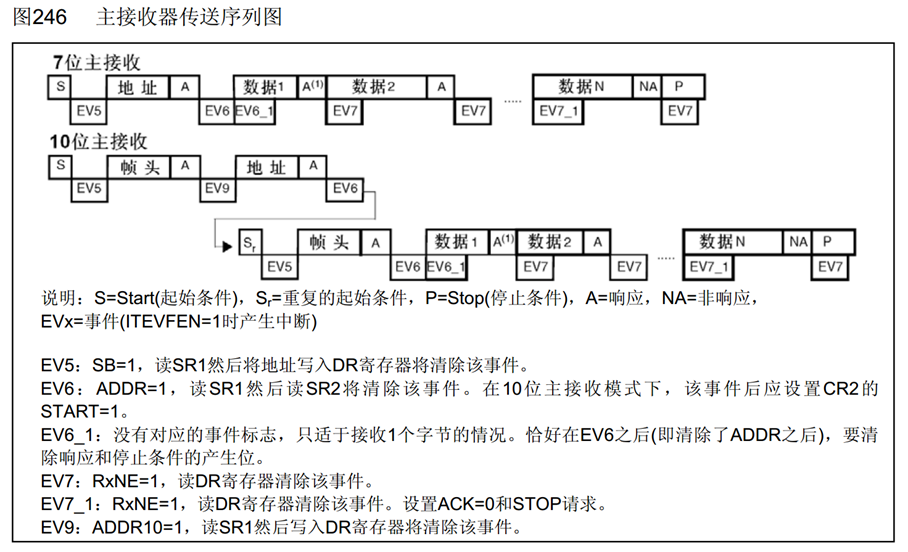 图246 主接收器传送序列图
7位主接收
S 地址 A 数据1 A(1) 数据2 A ..... 数据N NA P
EV5 EV6 EV6_1 EV7 EV7 EV7_1 EV7
10位主接收
S 帧头 A 地址 A
EV5 EV9 EV6
Sr 帧头 A 数据1 A(1) 数据2 A ..... 数据N NA P
EV5 EV6 EV6_1 EV7 EV7 EV7_1 EV7
说明：S=Start(起始条件)，Sr=重复的起始条件，P=Stop(停止条件)，A=响应，NA=非响应，
EVx=事件(ITEVFEN=1时产生中断)
EV5：SB=1，读SR1然后将地址写入DR寄存器将清除该事件。
EV6：ADDR=1，读SR1然后读SR2将清除该事件。在10位主接收模式下，该事件后应设置CR2的
START=1。
EV6_1：没有对应的事件标志，只适于接收1个字节的情况。恰好在EV6之后(即清除了ADDR之后)，要清
除响应和停止条件的产生位。
EV7：RxNE=1，读DR寄存器清除该事件。
EV7_1：RxNE=1，读DR寄存器清除该事件。设置ACK=0和STOP请求。
EV9：ADDR10=1，读SR1然后写入DR寄存器将清除该事件。